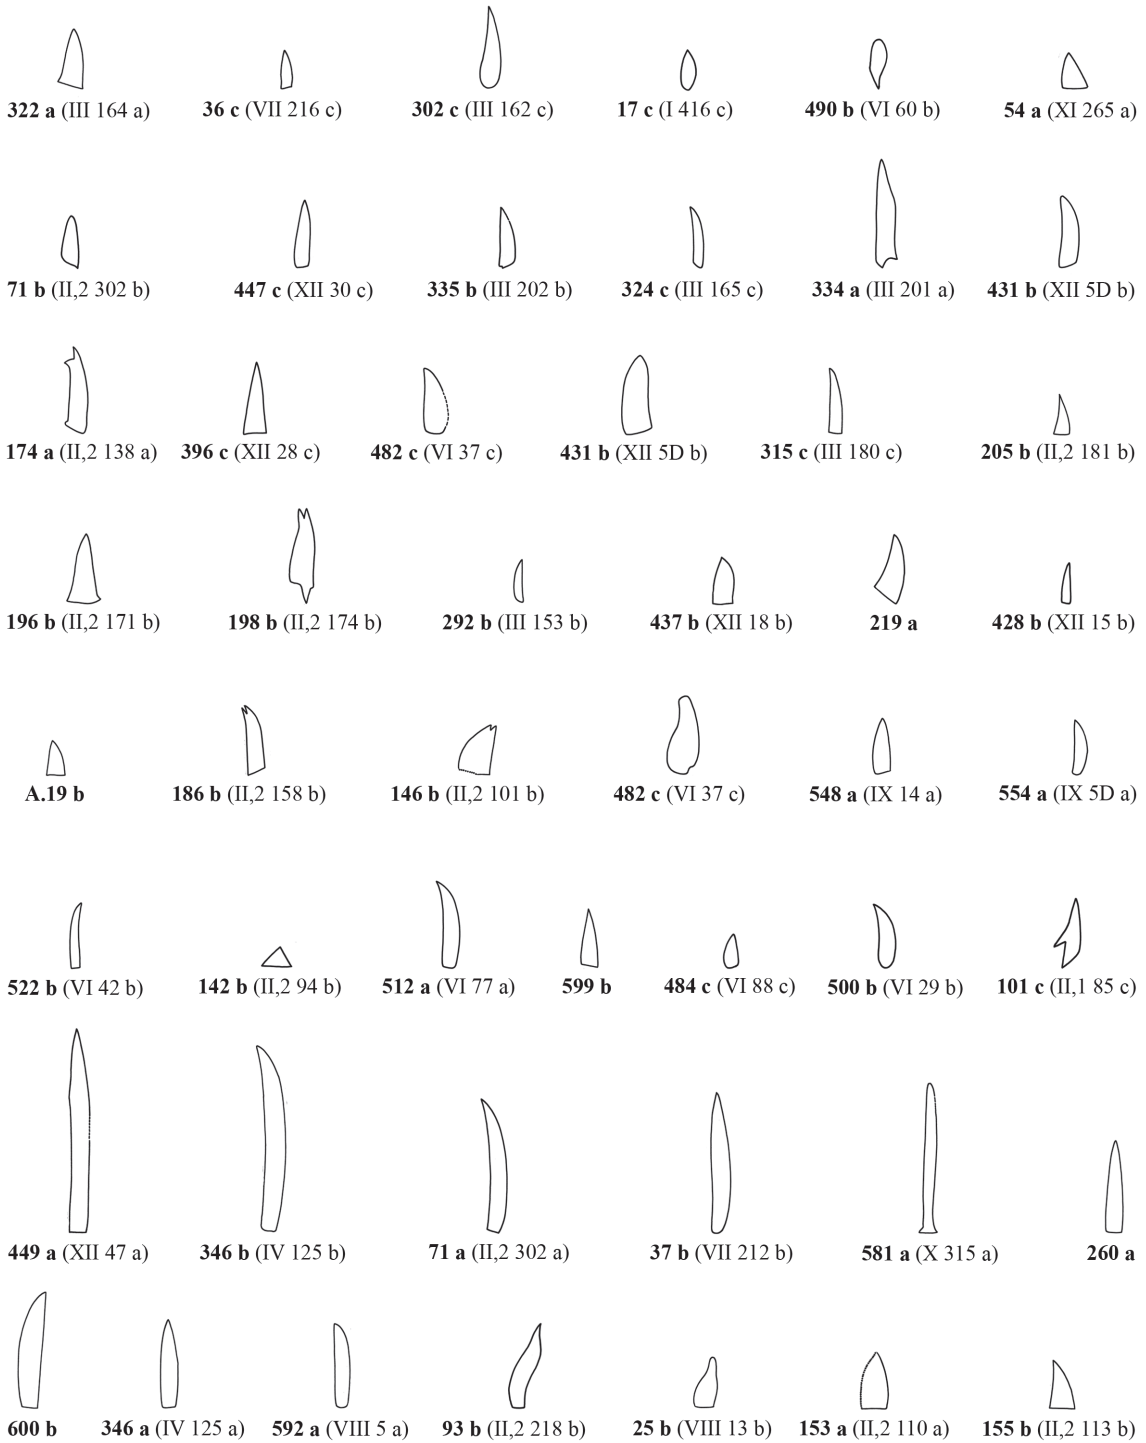 322 a (III 164 a) 36 c (VII 216 c) 302 c (III 162 c) 17 c (I 416 c) 490 b (VI 60 b) 54 a (XI 265 a)
71 b (II,2 302 b) 447 c (XII 30 c) 335 b (III 202 b) 324 c (III 165 c) 334 a (III 201 a) 431 b (XII 5D b)
174 a (II,2 138 a) 396 c (XII 28 c) 482 c (VI 37 c) 431 b (XII 5D b) 315 c (III 180 c) 205 b (II,2 181 b)
196 b (II,2 171 b) 198 b (II,2 174 b) 292 b (III 153 b) 437 b (XII 18 b) 219 a 428 b (XII 15 b)
A.19 b 186 b (II,2 158 b) 146 b (II,2 101 b) 482 c (VI 37 c) 548 a (IX 14 a) 554 a (IX 5D a)
522 b (VI 42 b) 142 b (II,2 94 b) 512 a (VI 77 a) 599 b 484 c (VI 88 c) 500 b (VI 29 b) 101 c (II,1 85 c)
449 a (XII 47 a) 346 b (IV 125 b) 71 a (II,2 302 a) 37 b (VII 212 b) 581 a (X 315 a) 260 a
600 b 346 a (IV 125 a) 592 a (VIII 5 a) 93 b (II,2 218 b) 25 b (VIII 13 b) 153 a (II,2 110 a) 155 b (II,2 113 b)